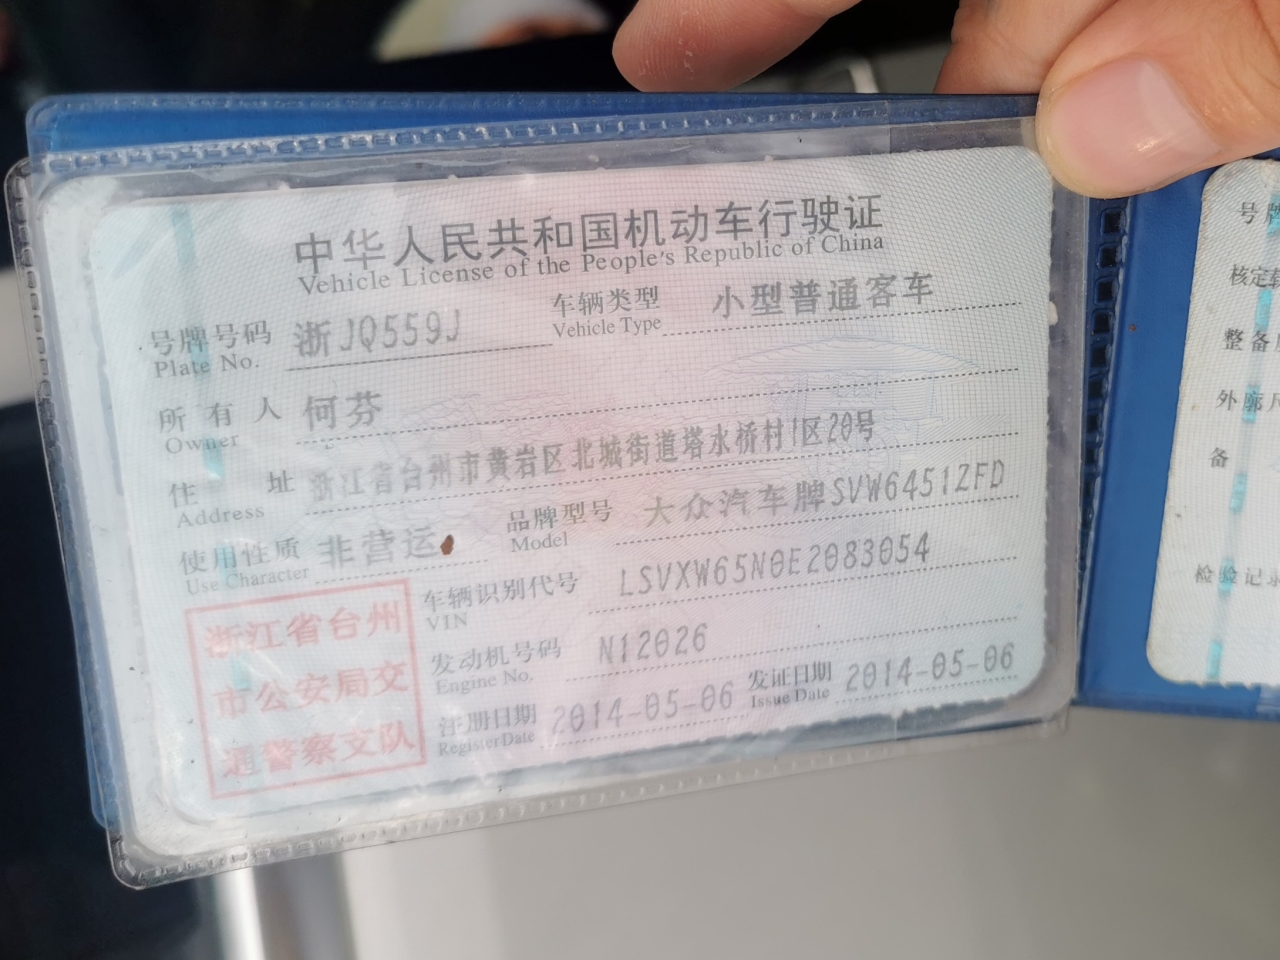 中华人民共和国机动车行驶证
Vehicle License of the People's Republic of China
号牌号码 浙JQ559J 车辆类型 小型普通客车
Plate No. Vehicle Type
所有人 何芬
Owner
住址 浙江省台州市黄岩区北城街道塔水桥村1区20号
Address
使用性质 非营运 品牌型号 大众汽车牌SVW6451ZFD
Use Character Model
车辆识别代号 LSVXW65N0E2083054
VIN
发动机号码 N12026
Engine No.
注册日期 2014-05-06 发证日期 2014-05-06
Register Date Issue Date
浙江省台州
市公安局交
通警察支队
号牌
核定载
整备
外廓尺
备
检验记录